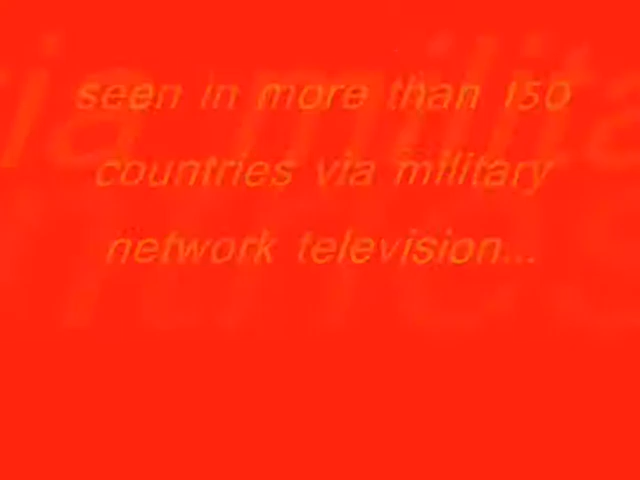 seen in more than 150
countries via military
network television...